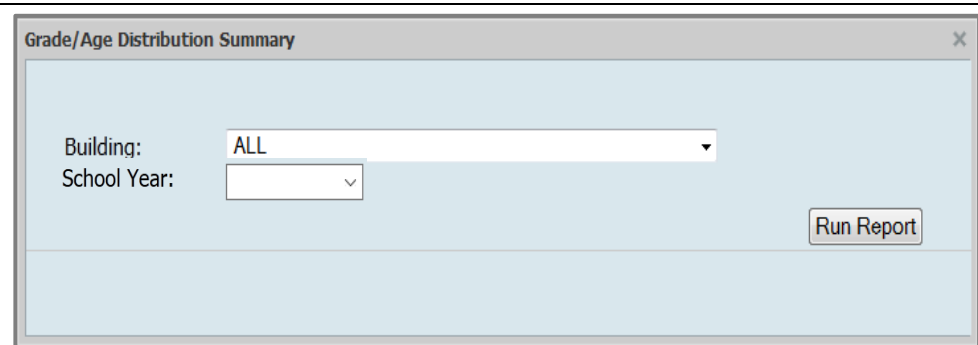 Grade/Age Distribution Summary
Building: ALL
School Year:
Run Report